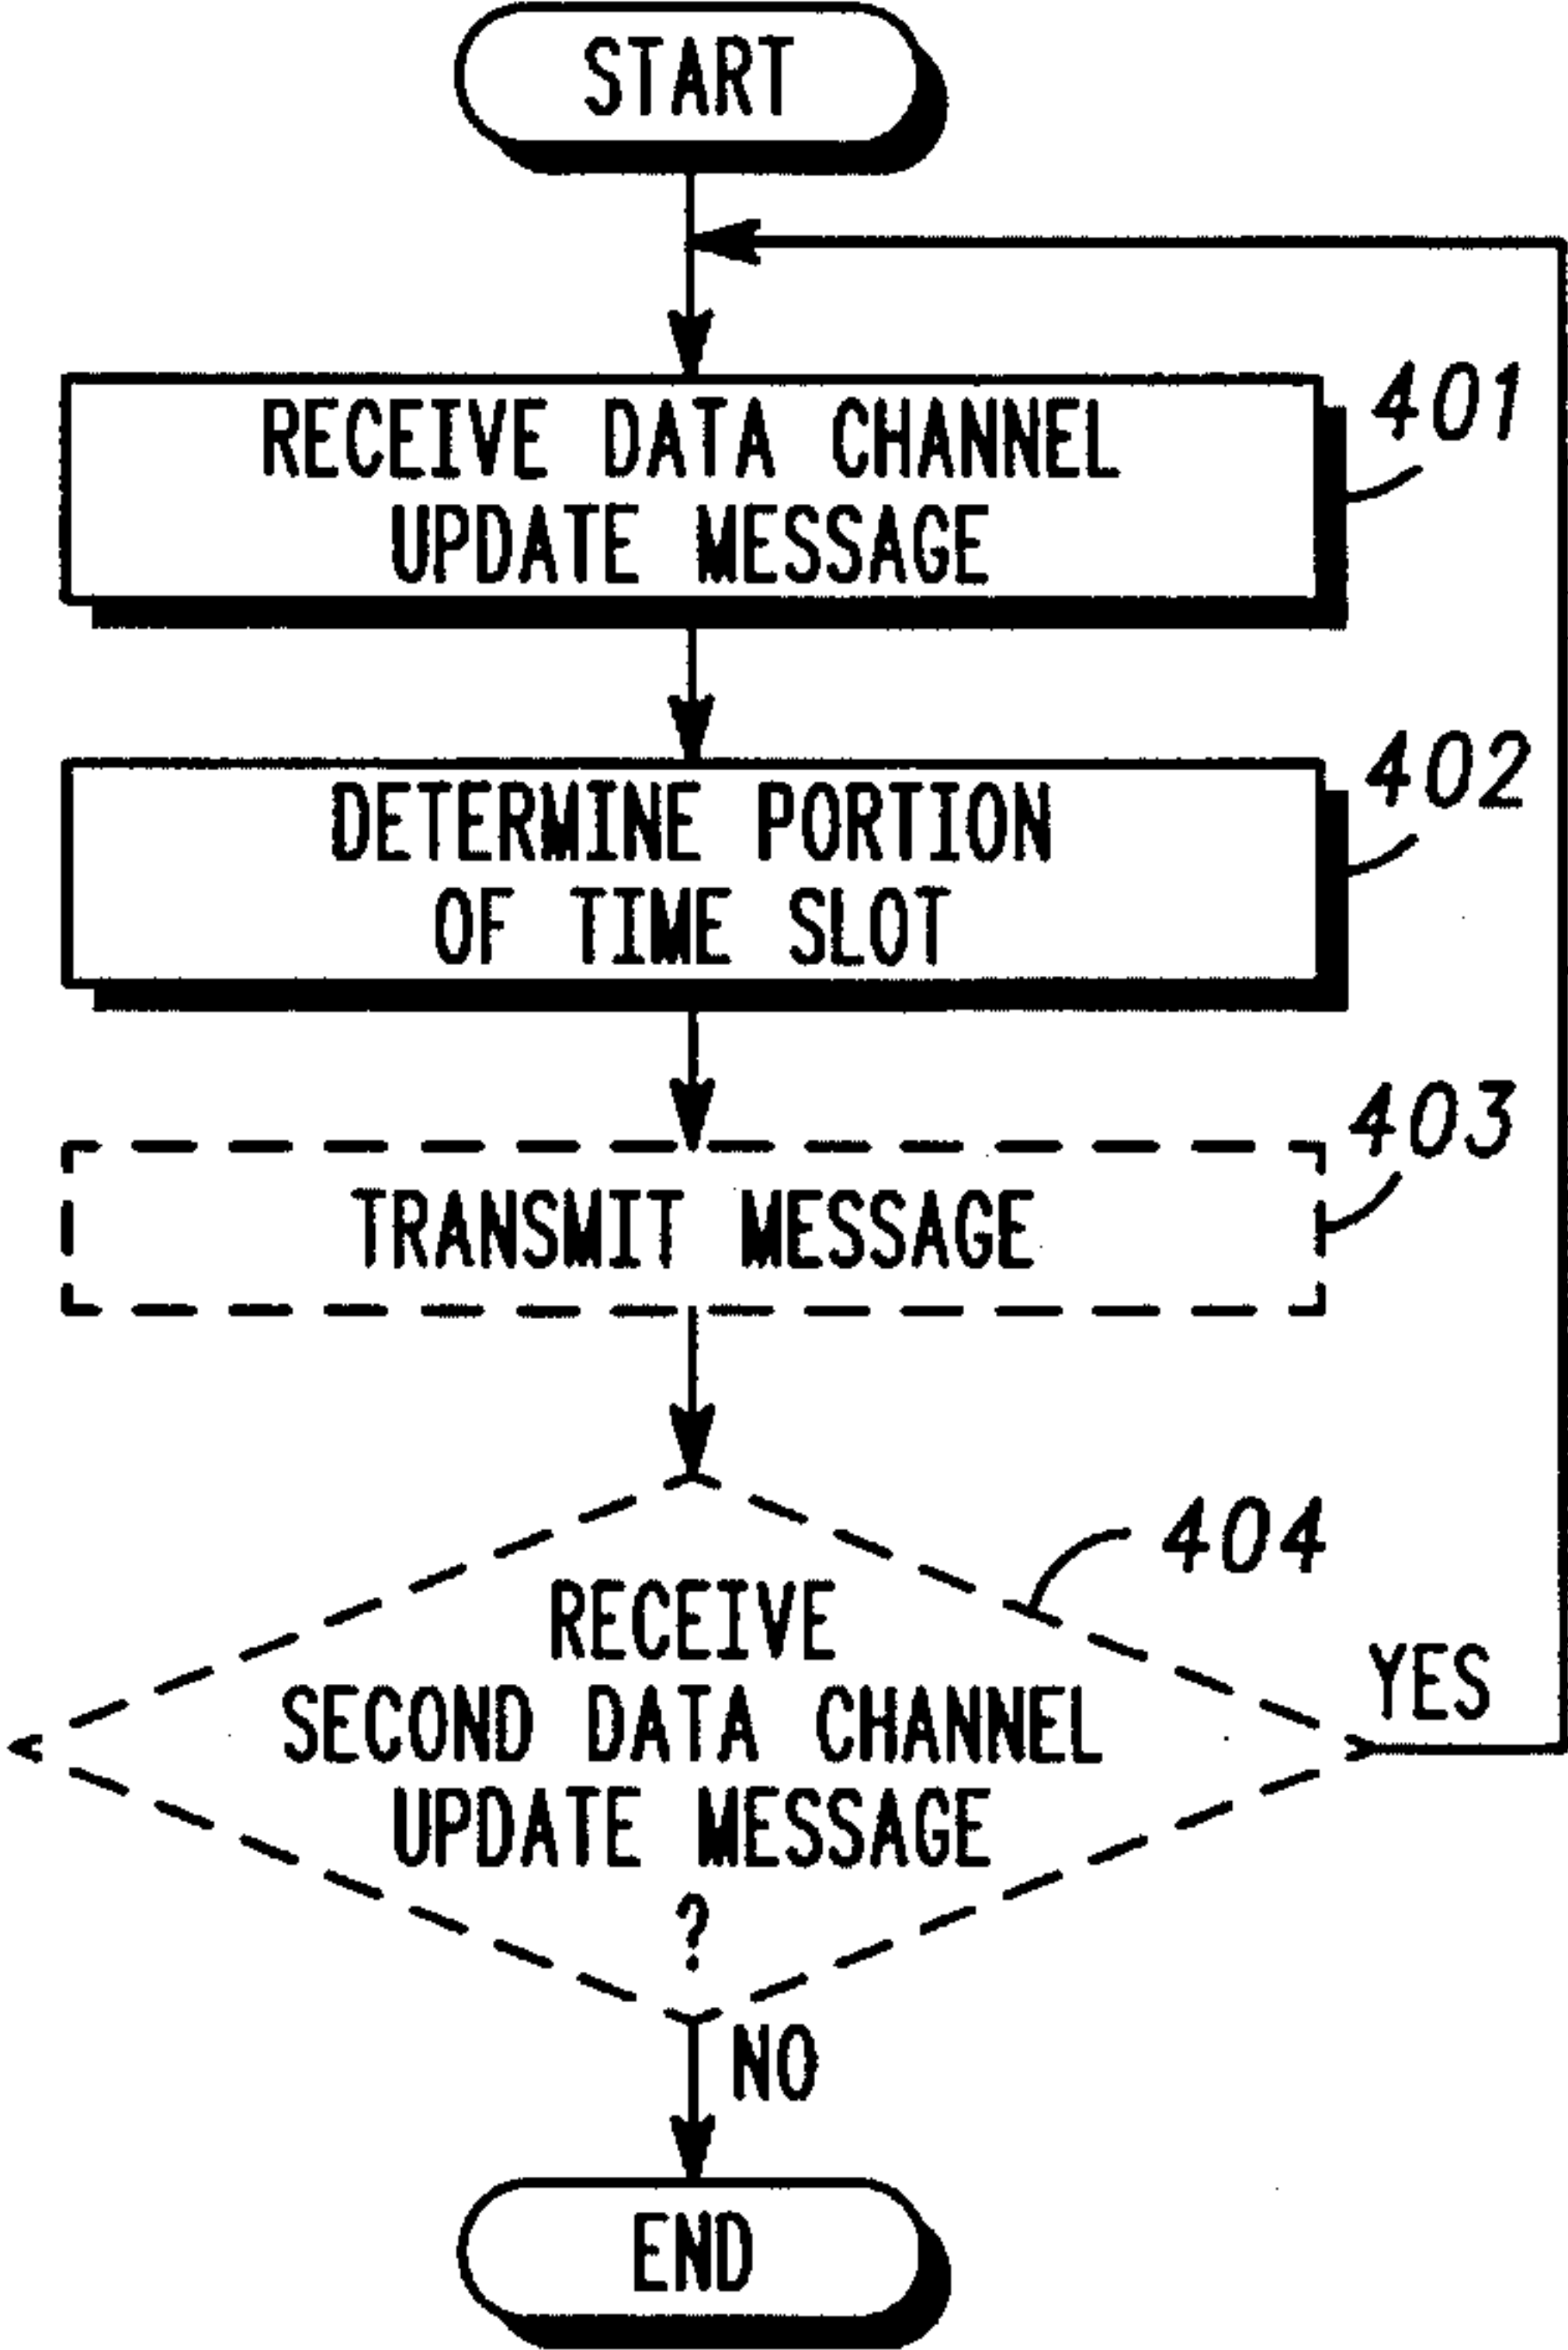 START
RECEIVE DATA CHANNEL
UPDATE MESSAGE
401
DETERMINE PORTION
OF TIME SLOT
402
TRANSMIT MESSAGE
403
404
RECEIVE
SECOND DATA CHANNEL
UPDATE MESSAGE
?
YES
NO
END